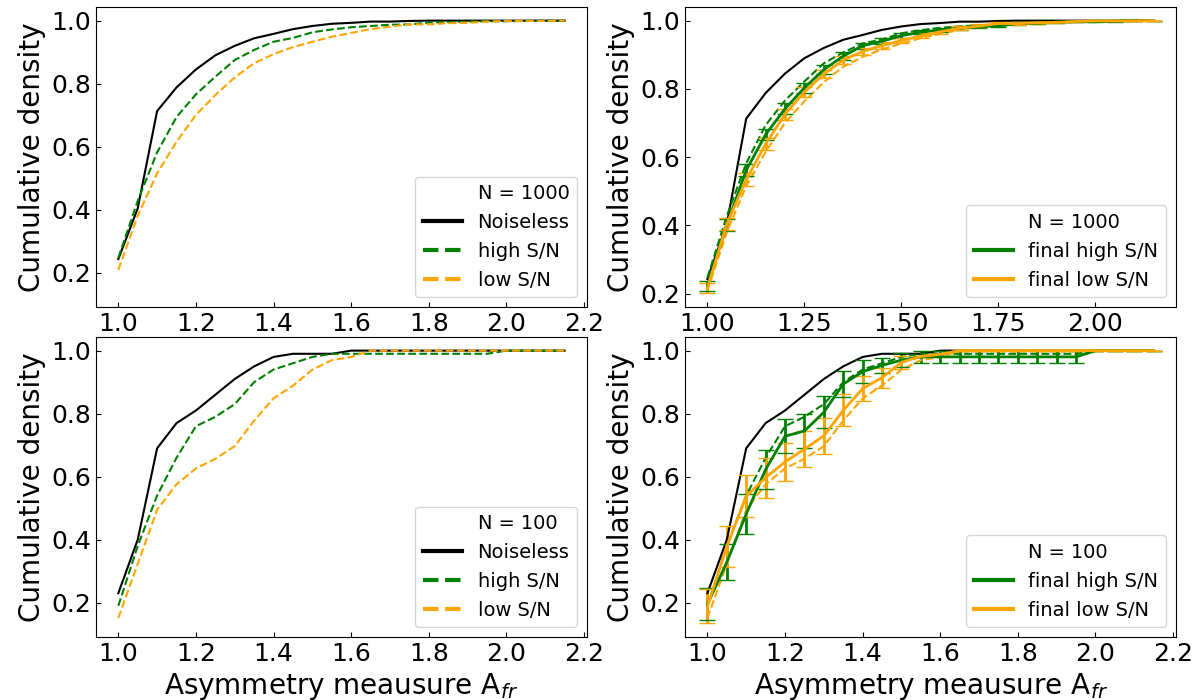 Cumulative density
1.0
0.8
0.6
0.4
0.2
N = 1000
Noiseless
high S/N
low S/N
1.0 1.2 1.4 1.6 1.8 2.0 2.2
Cumulative density
1.0
0.8
0.6
0.4
0.2
N = 1000
final high S/N
final low S/N
1.00 1.25 1.50 1.75 2.00
Cumulative density
1.0
0.8
0.6
0.4
0.2
N = 100
Noiseless
high S/N
low S/N
1.0 1.2 1.4 1.6 1.8 2.0 2.2
Asymmetry meausure A_fr
Cumulative density
1.0
0.8
0.6
0.4
0.2
N = 100
final high S/N
final low S/N
1.0 1.2 1.4 1.6 1.8 2.0 2.2
Asymmetry meausure A_fr